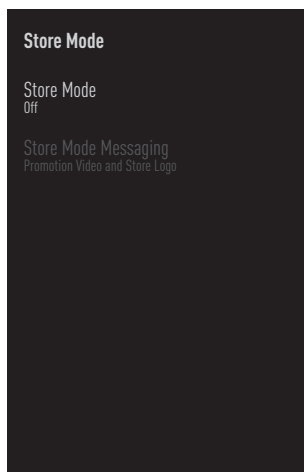 Store Mode
Store Mode
Off
Store Mode Messaging
Promotion Video and Store Logo